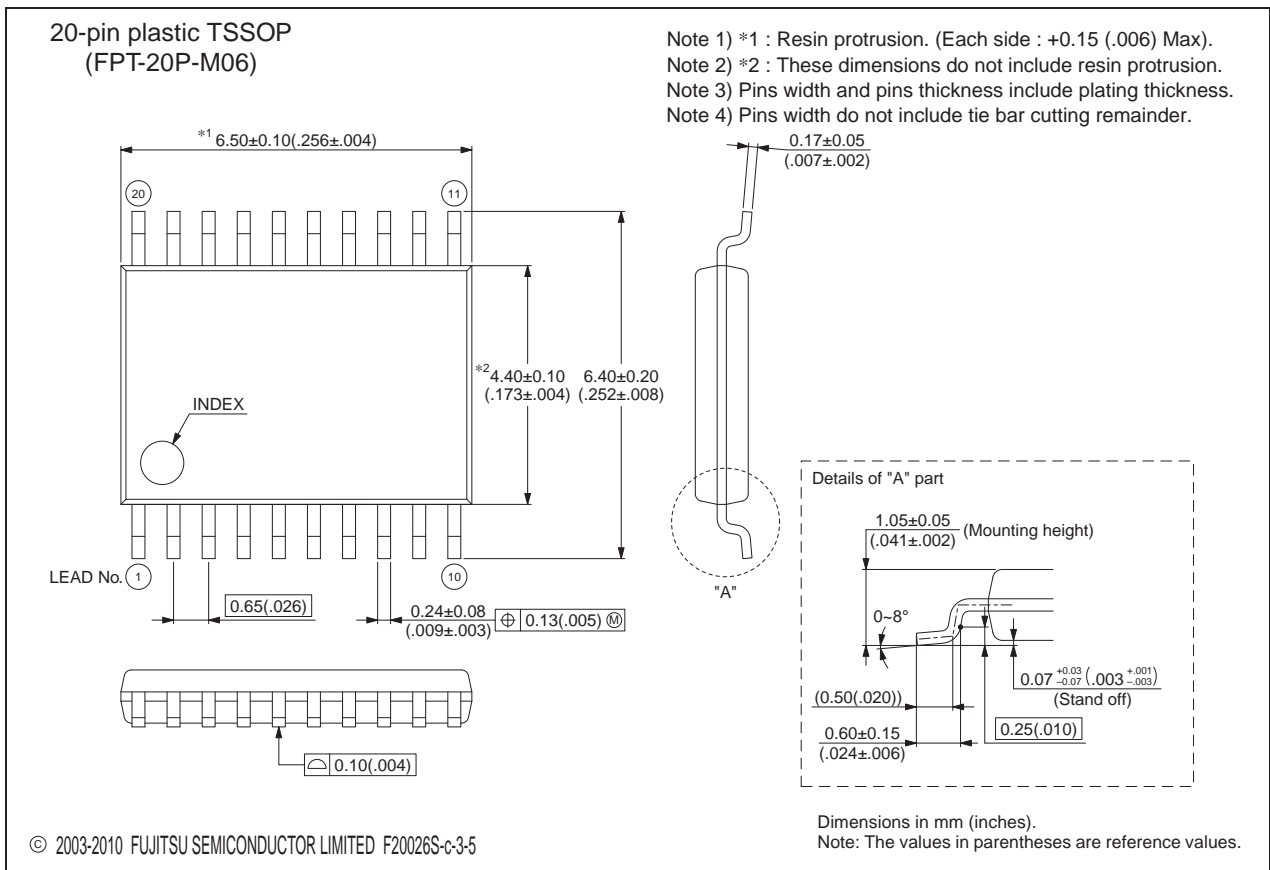 20-pin plastic TSSOP
(FPT-20P-M06)
Note 1) *1 : Resin protrusion. (Each side : +0.15 (.006) Max).
Note 2) *2 : These dimensions do not include resin protrusion.
Note 3) Pins width and pins thickness include plating thickness.
Note 4) Pins width do not include tie bar cutting remainder.
*1 6.50±0.10(.256±.004)
0.17±0.05
(.007±.002)
20
11
*2 4.40±0.10
(.173±.004)
6.40±0.20
(.252±.008)
INDEX
LEAD No. 1
10
0.65(.026)
0.24±0.08
(.009±.003)
⌖ 0.13(.005) Ⓜ
"A"
⌓ 0.10(.004)
Details of "A" part
1.05±0.05
(.041±.002)
(Mounting height)
0~8°
0.07 +0.03 −0.07 (.003 +.001 −.003)
(Stand off)
(0.50(.020))
0.60±0.15
(.024±.006)
0.25(.010)
© 2003-2010 FUJITSU SEMICONDUCTOR LIMITED F20026S-c-3-5
Dimensions in mm (inches).
Note: The values in parentheses are reference values.